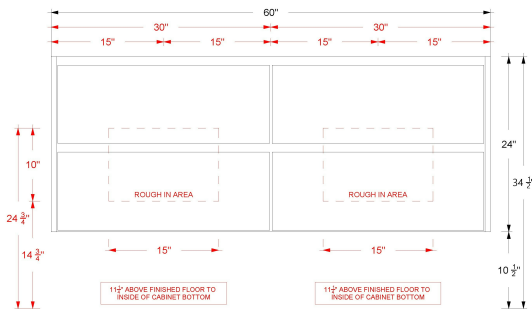 60"
30" 30"
15" 15" 15" 15"
24"
10"
34 1/2"
ROUGH IN AREA ROUGH IN AREA
24 3/4"
14 3/4"
15" 15"
10 1/2"
11 1/4" ABOVE FINISHED FLOOR TO
INSIDE OF CABINET BOTTOM
11 1/4" ABOVE FINISHED FLOOR TO
INSIDE OF CABINET BOTTOM